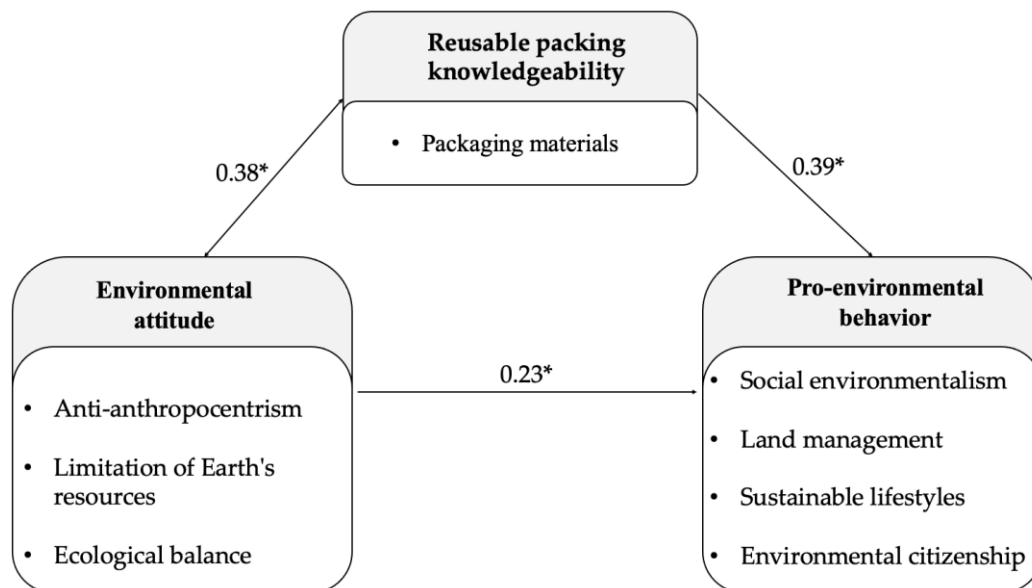 Reusable packing
knowledgeability
• Packaging materials
0.38*
0.39*
Environmental
attitude
• Anti-anthropocentrism
• Limitation of Earth's
resources
• Ecological balance
0.23*
Pro-environmental
behavior
• Social environmentalism
• Land management
• Sustainable lifestyles
• Environmental citizenship